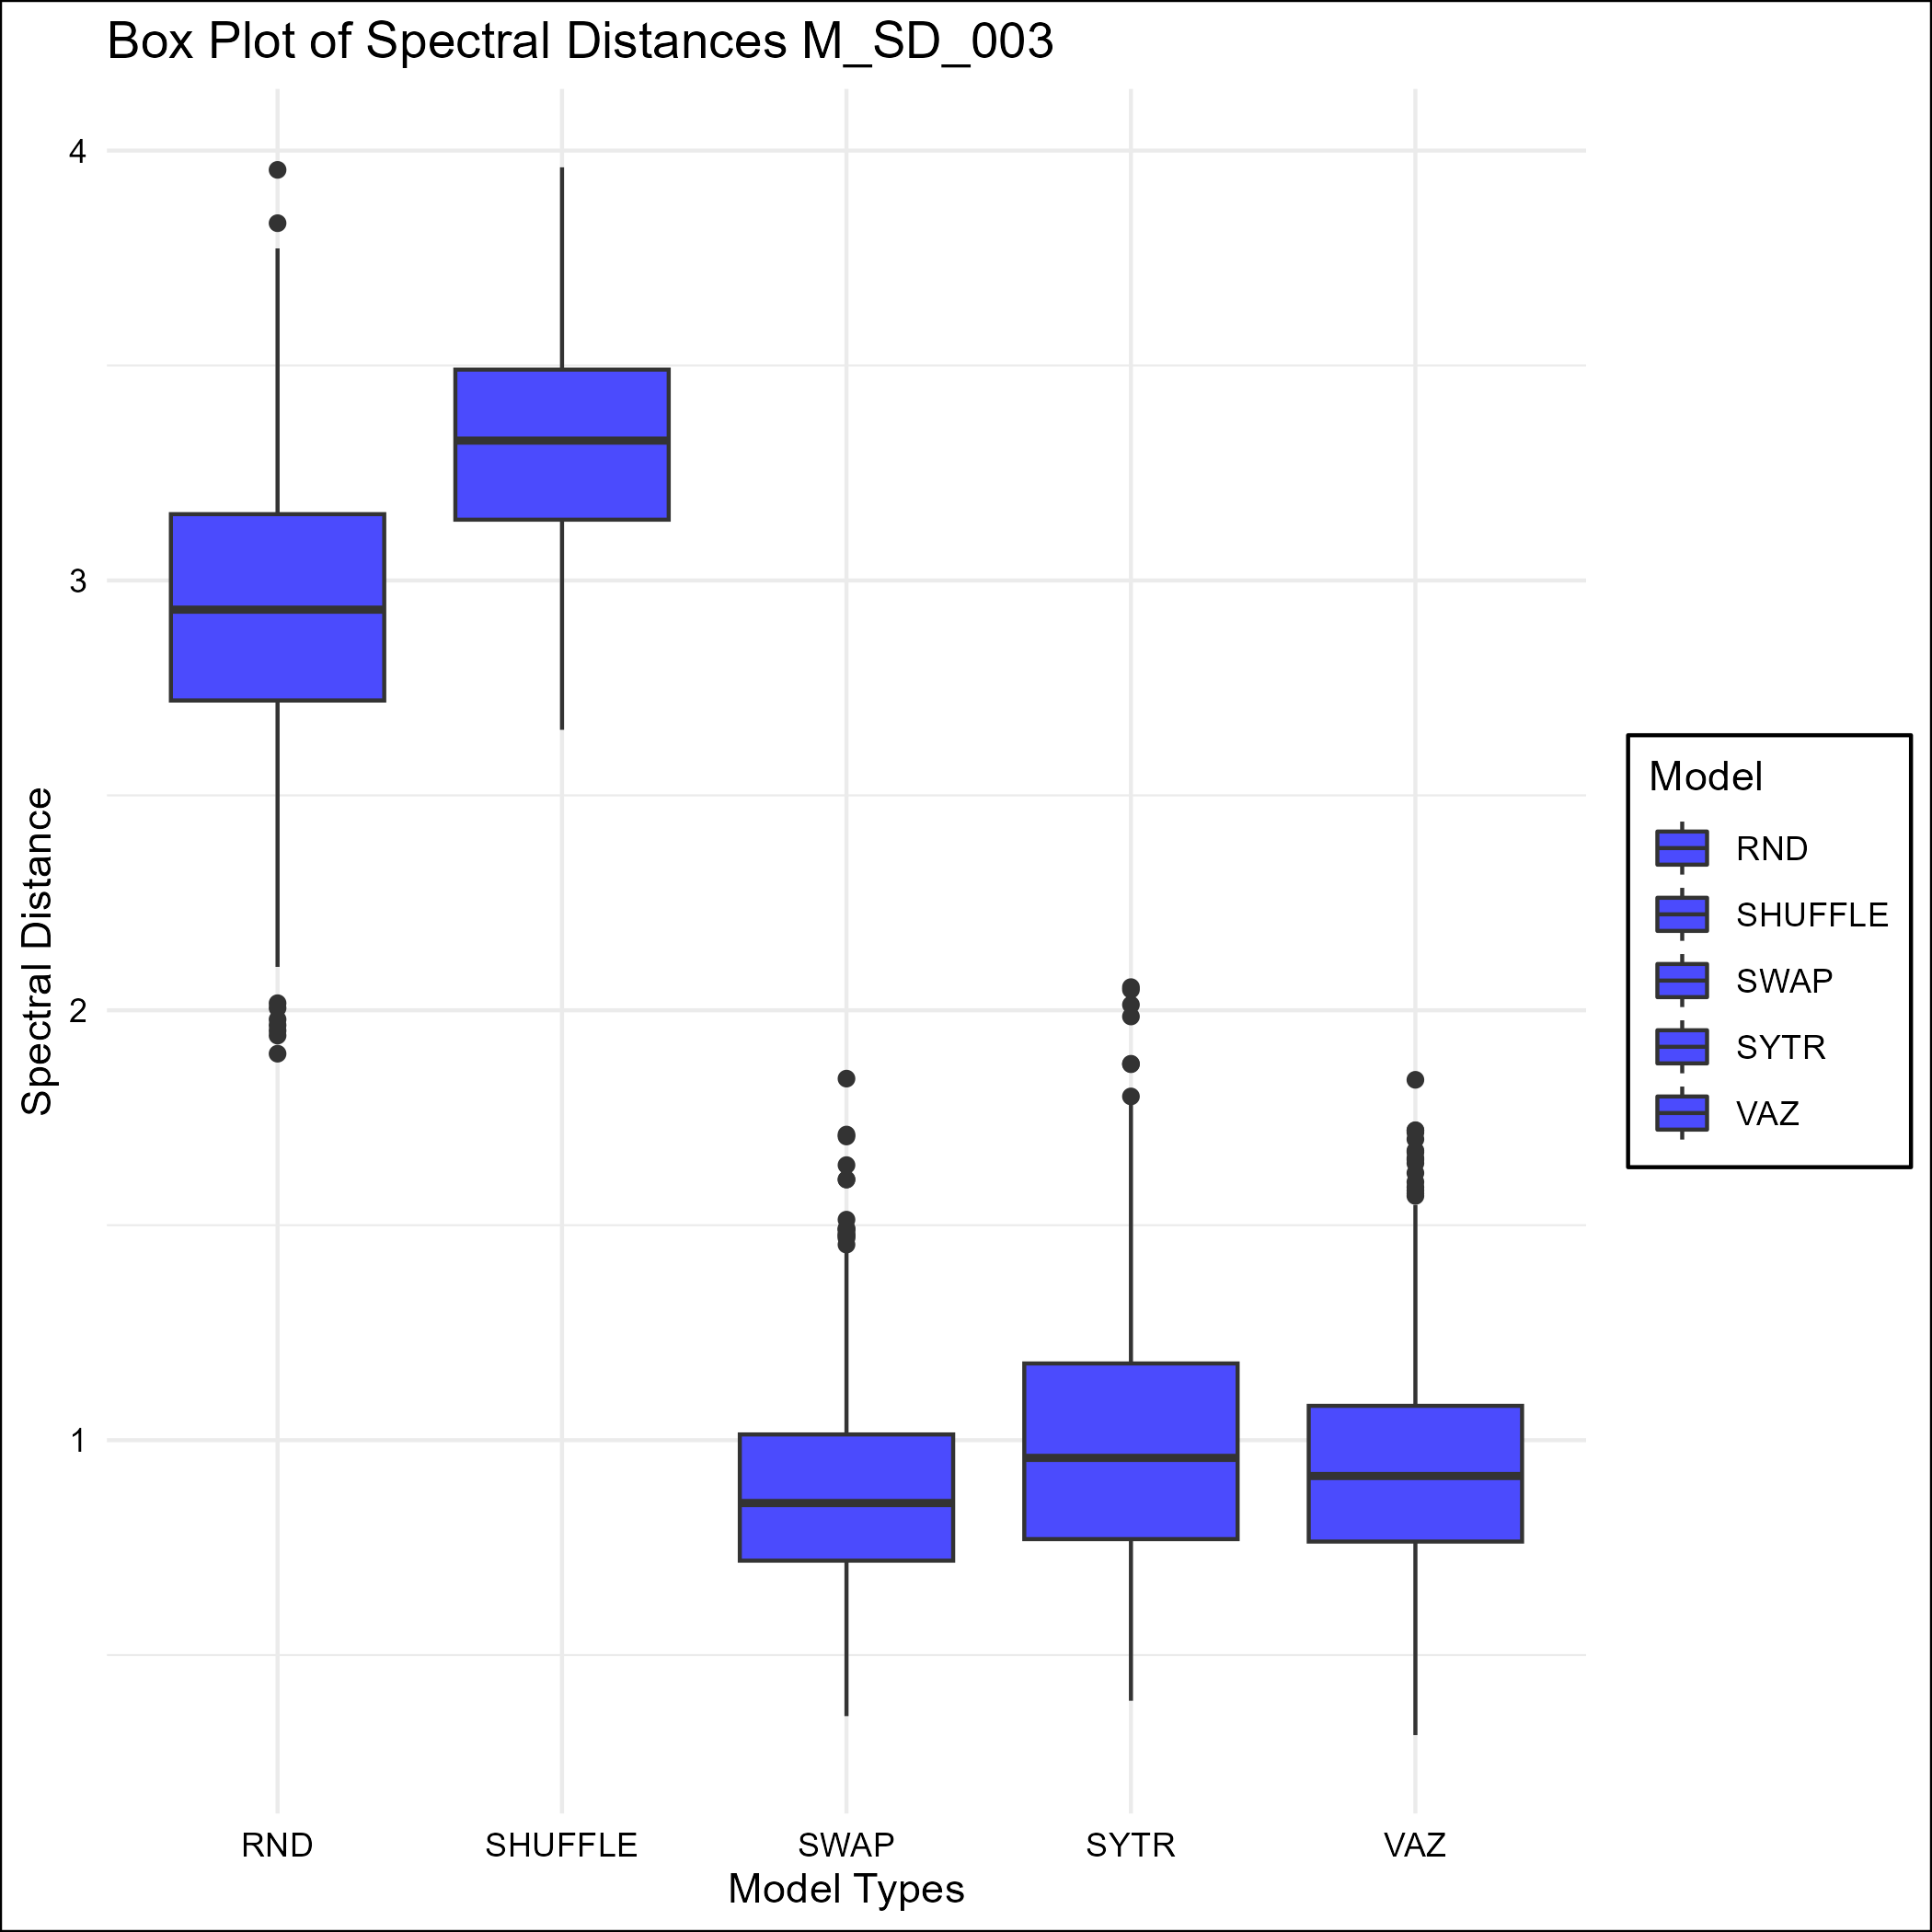 Box Plot of Spectral Distances M_SD_003
4
3
2
1
Spectral Distance
RND
SHUFFLE
SWAP
SYTR
VAZ
Model Types
Model
RND
SHUFFLE
SWAP
SYTR
VAZ